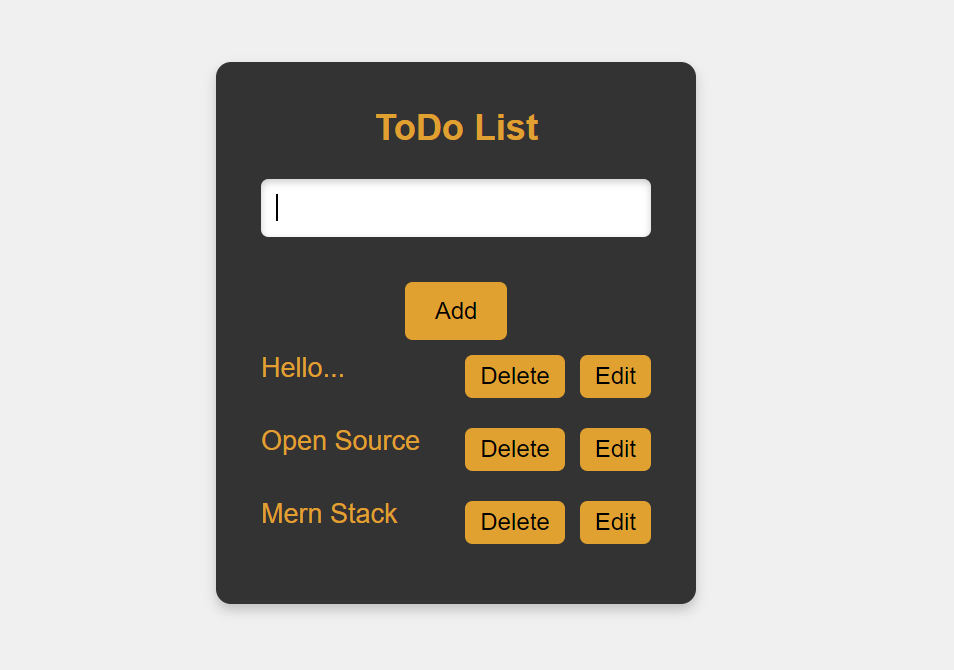 ToDo List
Add
Hello... Delete Edit
Open Source Delete Edit
Mern Stack Delete Edit